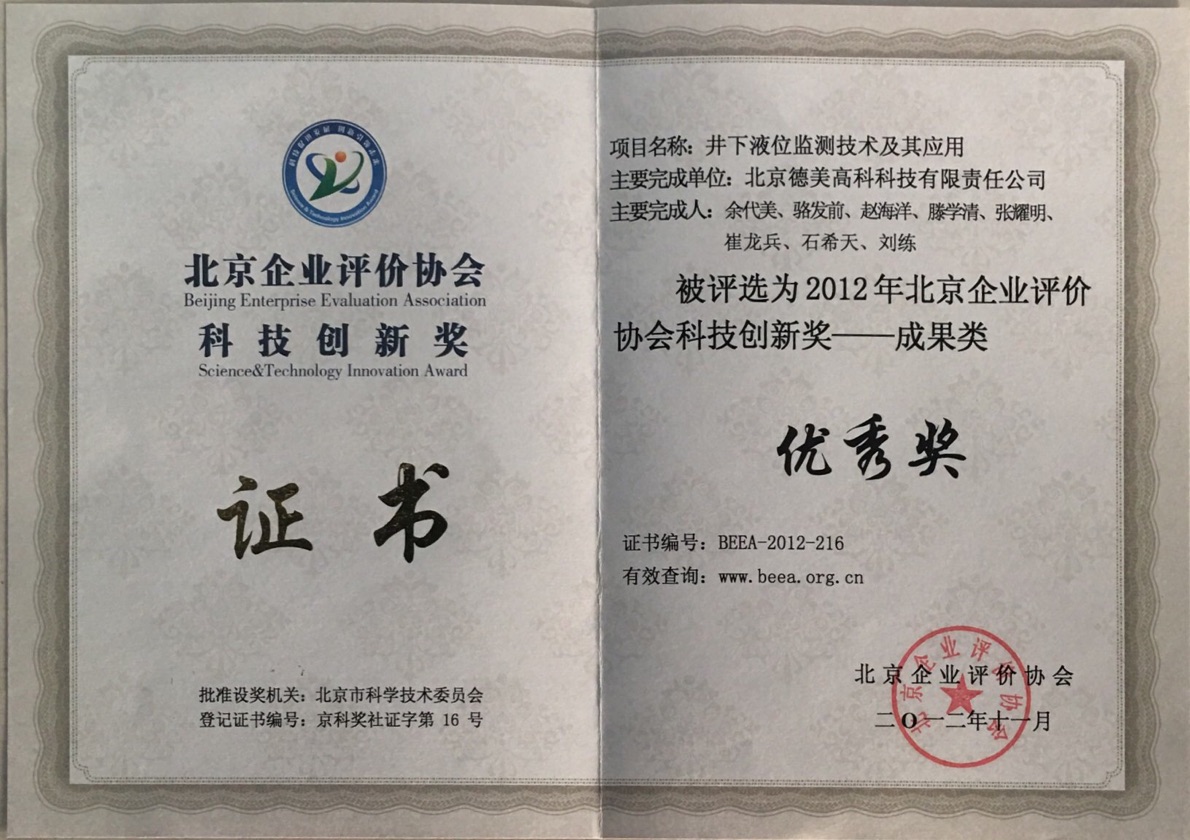 北京企业评价协会
Beijing Enterprise Evaluation Association
科技创新奖
Science&Technology Innovation Award
证书
批准设奖机关：北京市科学技术委员会
登记证书编号：京科奖社证字第 16 号
项目名称：井下液位监测技术及其应用
主要完成单位：北京德美高科科技有限责任公司
主要完成人：余代美、骆发前、赵海洋、滕学清、张耀明、
崔龙兵、石希天、刘练
被评选为2012年北京企业评价
协会科技创新奖——成果类
优秀奖
证书编号：BEEA-2012-216
有效查询：www.beea.org.cn
北京企业评价协会
二〇一二年十一月
北京企业评价协会